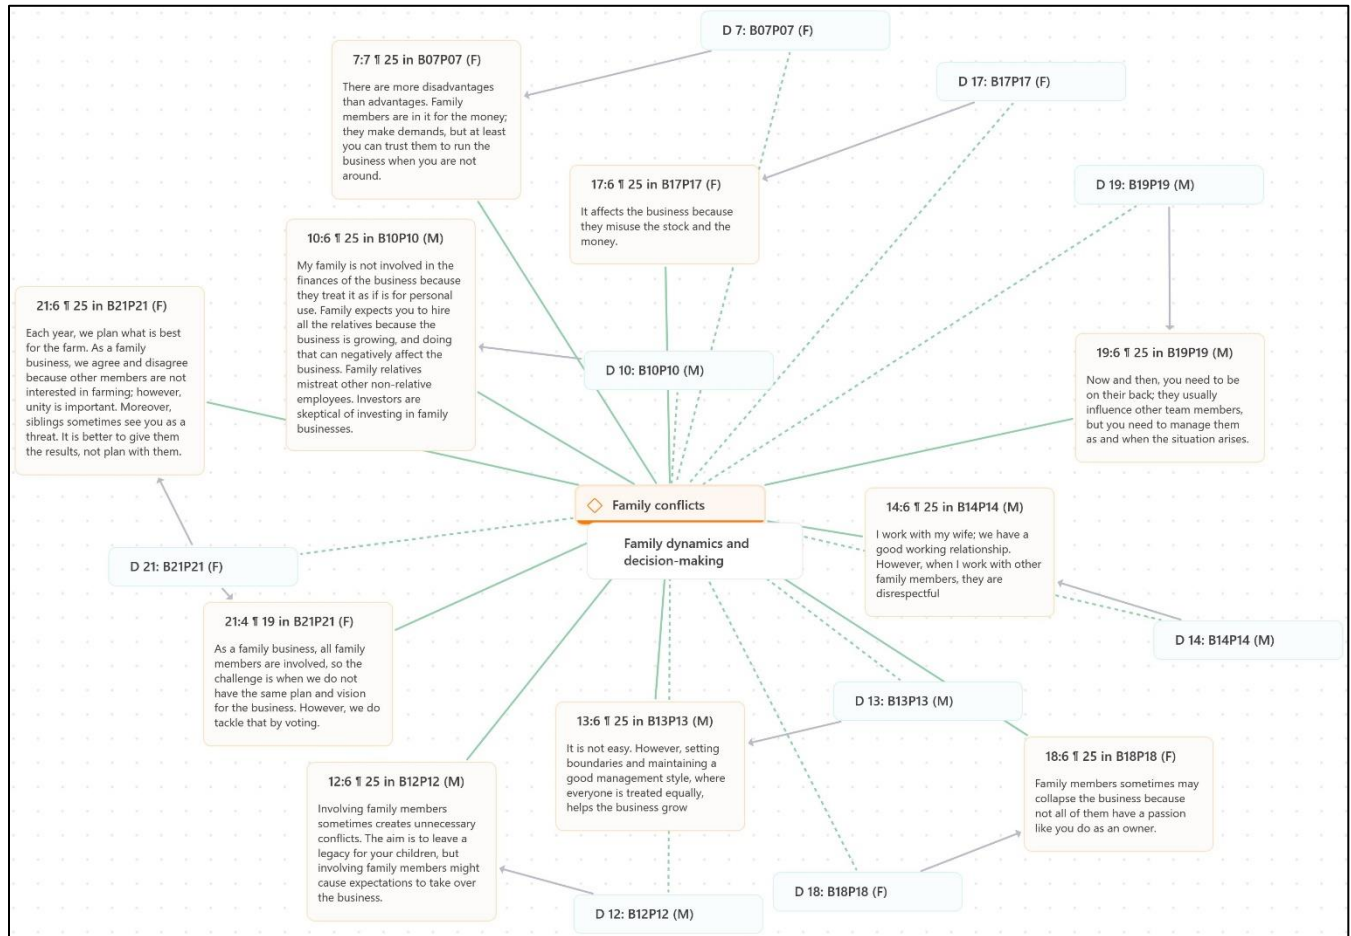 D 7: B07P07 (F)
7:7 ¶ 25 in B07P07 (F)
There are more disadvantages
than advantages. Family
members are in it for the money;
they make demands, but at least
you can trust them to run the
business when you are not
around.
D 17: B17P17 (F)
17:6 ¶ 25 in B17P17 (F)
It affects the business because
they misuse the stock and the
money.
D 19: B19P19 (M)
10:6 ¶ 25 in B10P10 (M)
My family is not involved in the
finances of the business because
they treat it as if is for personal
use. Family expects you to hire
all the relatives because the
business is growing, and doing
that can negatively affect the
business. Family relatives
mistreat other non-relative
employees. Investors are
skeptical of investing in family
businesses.
21:6 ¶ 25 in B21P21 (F)
Each year, we plan what is best
for the farm. As a family
business, we agree and disagree
because other members are not
interested in farming; however,
unity is important. Moreover,
siblings sometimes see you as a
threat. It is better to give them
the results, not plan with them.
D 10: B10P10 (M)
19:6 ¶ 25 in B19P19 (M)
Now and then, you need to be
on their back; they usually
influence other team members,
but you need to manage them
as and when the situation arises.
Family conflicts
Family dynamics and
decision-making
14:6 ¶ 25 in B14P14 (M)
I work with my wife; we have a
good working relationship.
However, when I work with other
family members, they are
disrespectful
D 21: B21P21 (F)
21:4 ¶ 19 in B21P21 (F)
As a family business, all family
members are involved, so the
challenge is when we do not
have the same plan and vision
for the business. However, we do
tackle that by voting.
D 14: B14P14 (M)
D 13: B13P13 (M)
13:6 ¶ 25 in B13P13 (M)
It is not easy. However, setting
boundaries and maintaining a
good management style, where
everyone is treated equally,
helps the business grow
18:6 ¶ 25 in B18P18 (F)
Family members sometimes may
collapse the business because
not all of them have a passion
like you do as an owner.
12:6 ¶ 25 in B12P12 (M)
Involving family members
sometimes creates unnecessary
conflicts. The aim is to leave a
legacy for your children, but
involving family members might
cause expectations to take over
the business.
D 18: B18P18 (F)
D 12: B12P12 (M)